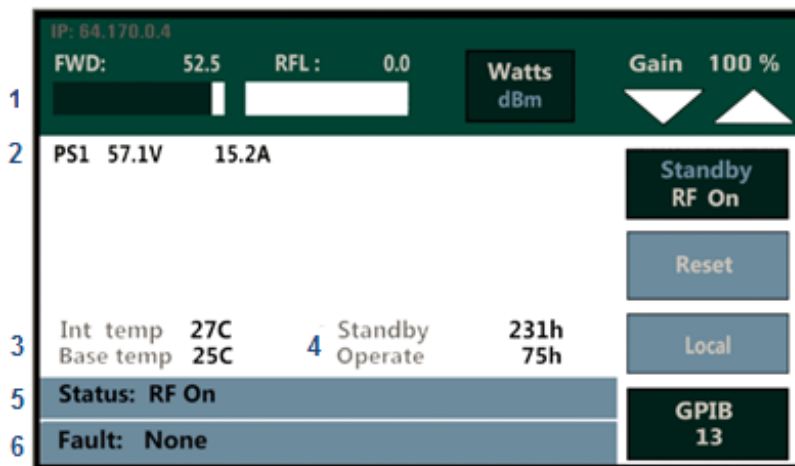 IP: 64.170.0.4
FWD: 52.5 RFL : 0.0 Watts Gain 100 %
1 dBm
2 PS1 57.1V 15.2A
Standby
RF On
Reset
Int temp 27C 4 Standby 231h
3 Base temp 25C Operate 75h
Local
5 Status: RF On
GPIB
6 Fault: None 13